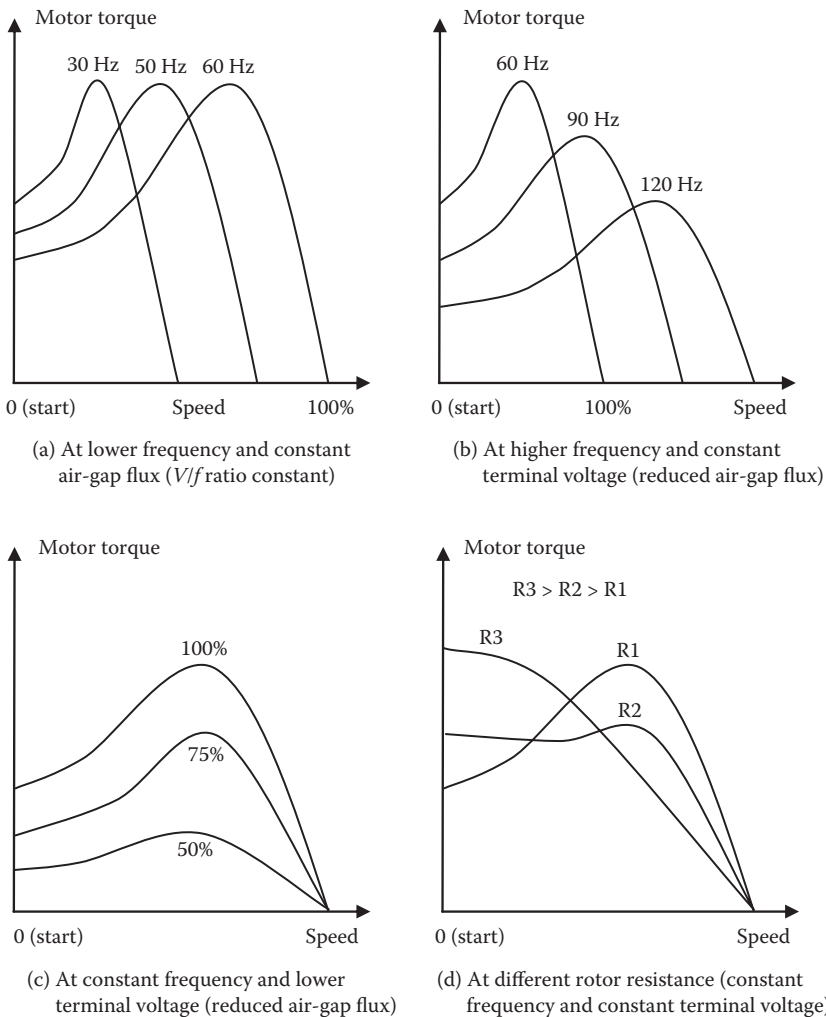 Motor torque
30 Hz 50 Hz 60 Hz
0 (start) Speed 100%
(a) At lower frequency and constant
air-gap flux (V/f ratio constant)
Motor torque
60 Hz
90 Hz
120 Hz
0 (start) 100% Speed
(b) At higher frequency and constant
terminal voltage (reduced air-gap flux)
Motor torque
100%
75%
50%
0 (start) Speed
(c) At constant frequency and lower
terminal voltage (reduced air-gap flux)
Motor torque
R3 > R2 > R1
R3
R1
R2
0 (start) Speed
(d) At different rotor resistance (constant
frequency and constant terminal voltage)